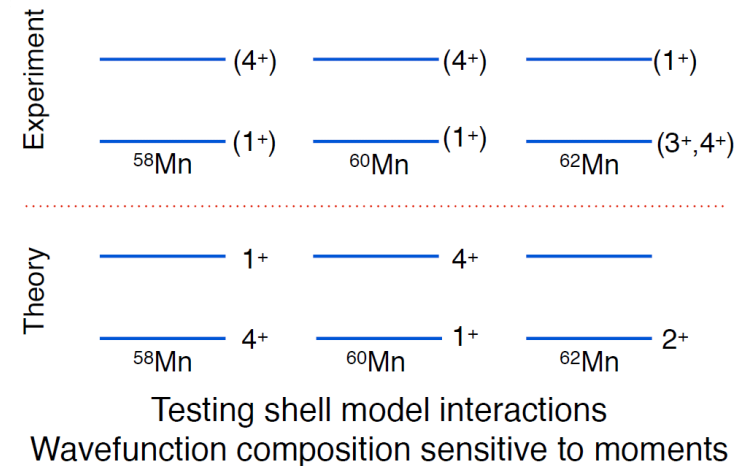 Experiment
(4+) (4+) (1+)
(1+) (1+) (3+,4+)
58Mn 60Mn 62Mn
Theory
1+ 4+
4+ 1+ 2+
58Mn 60Mn 62Mn
Testing shell model interactions
Wavefunction composition sensitive to moments